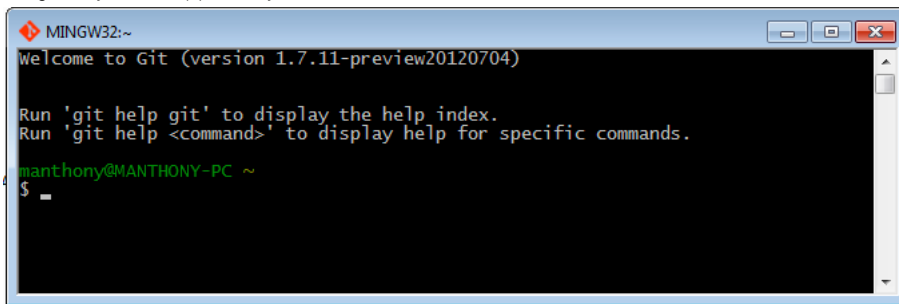 MINGW32:~
Welcome to Git (version 1.7.11-preview20120704)
Run 'git help git' to display the help index.
Run 'git help <command>' to display help for specific commands.
manthony@MANTHONY-PC ~
$